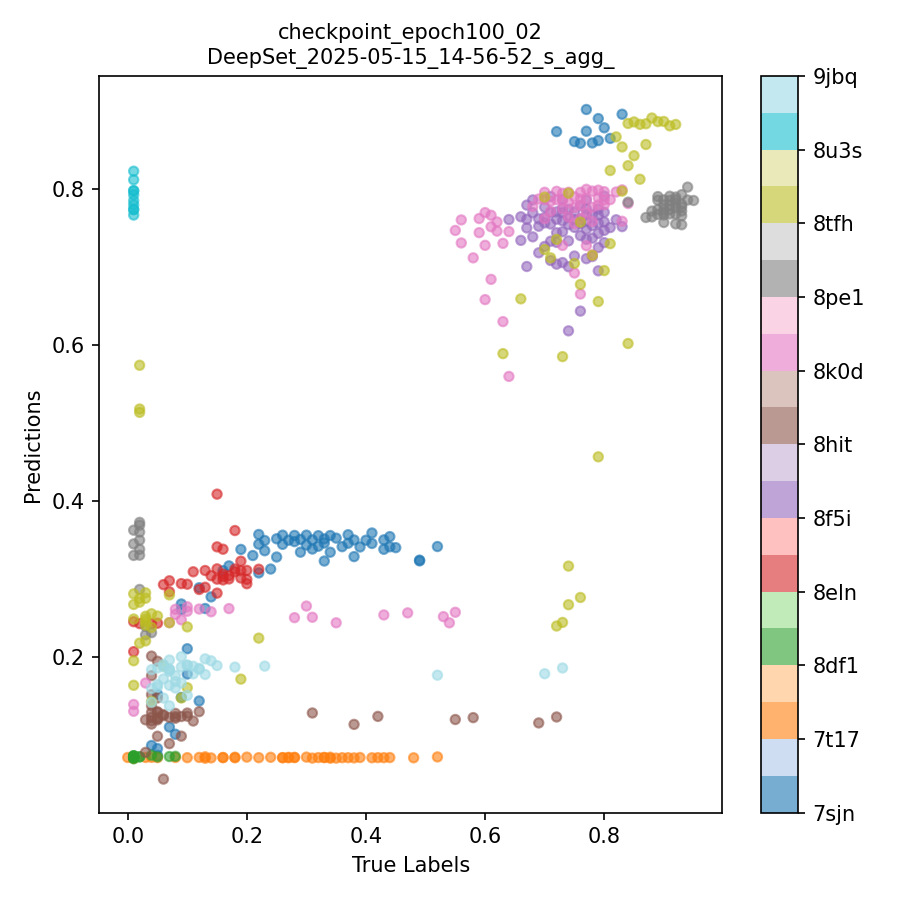 checkpoint_epoch100_02
DeepSet_2025-05-15_14-56-52_s_agg_
Predictions
0.8
0.6
0.4
0.2
0.0
0.2
0.4
0.6
0.8
True Labels
9jbq
8u3s
8tfh
8pe1
8k0d
8hit
8f5i
8eln
8df1
7t17
7sjn